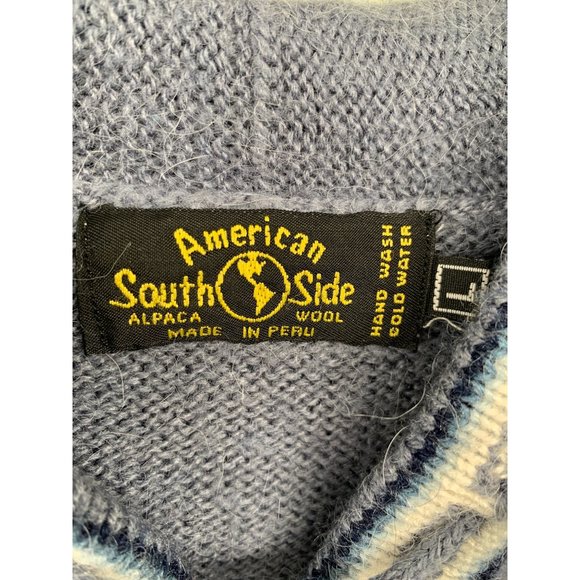 American
South Side
ALPACA WOOL
MADE IN PERU
HAND WASH
COLD WATER
L